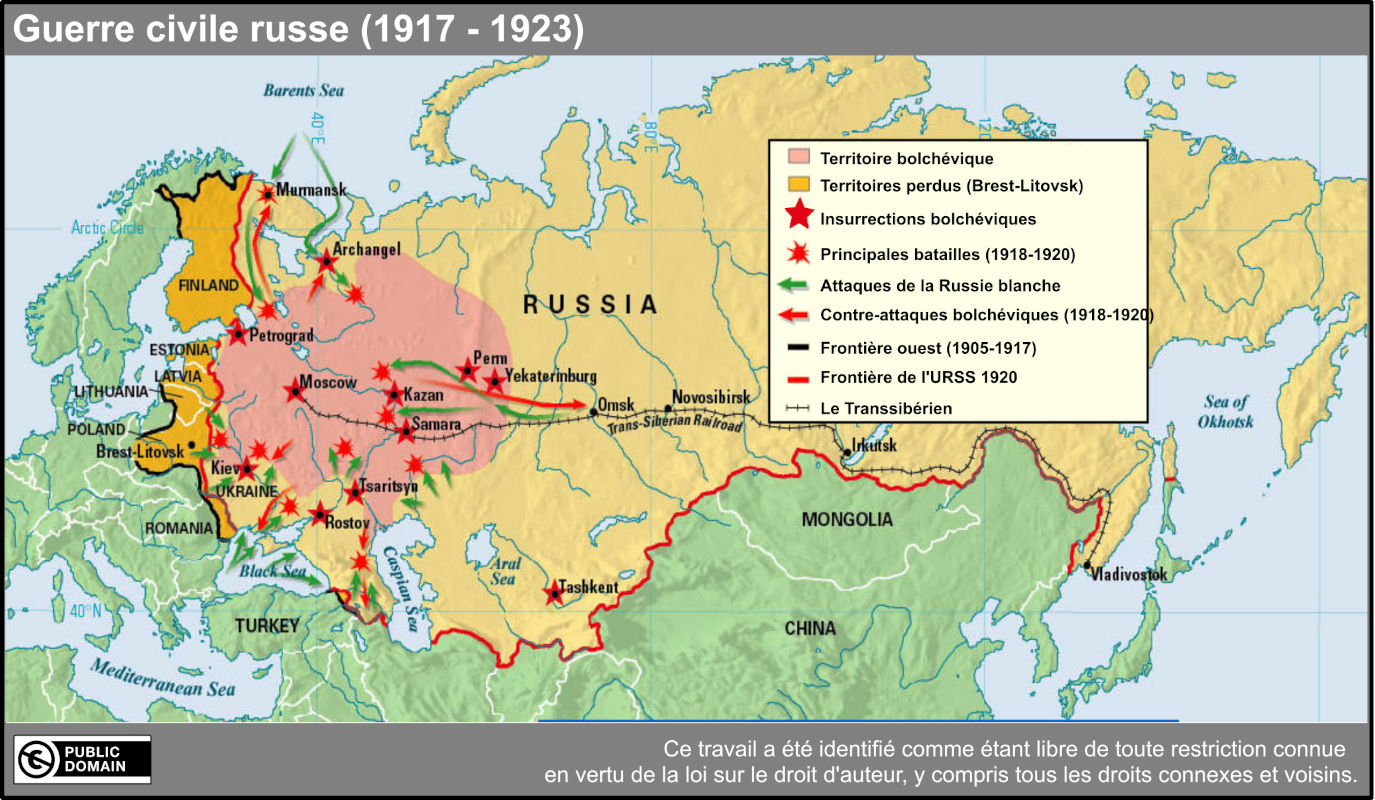 Guerre civile russe (1917 - 1923)
Barents Sea
40°E
80°E
120
Murmansk
Arctic Circle
Archangel
FINLAND
RUSSIA
Petrograd
ESTONIA
LATVIA
LITHUANIA
POLAND
Brest-Litovsk
Moscow
Perm
Yekaterinburg
Kazan
Samara
Omsk
Novosibirsk
Trans-Siberian Railroad
Irkutsk
Kiev
UKRAINE
Tsaritsyn
ROMANIA
Rostov
Black Sea
Caspian Sea
Aral
Sea
Tashkent
MONGOLIA
CHINA
Vladivostok
Sea of
Okhotsk
40°N
TURKEY
Mediterranean Sea
Territoire bolchévique
Territoires perdus (Brest-Litovsk)
Insurrections bolchéviques
Principales batailles (1918-1920)
Attaques de la Russie blanche
Contre-attaques bolchéviques (1918-1920)
Frontière ouest (1905-1917)
Frontière de l'URSS 1920
Le Transsibérien
PUBLIC
DOMAIN
Ce travail a été identifié comme étant libre de toute restriction connue
en vertu de la loi sur le droit d'auteur, y compris tous les droits connexes et voisins.